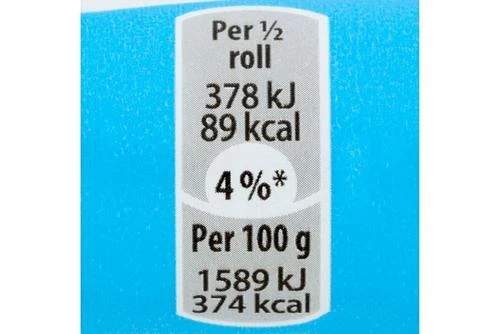 Per ½
roll
378 kJ
89 kcal
4%*
Per 100 g
1589 kJ
374 kcal